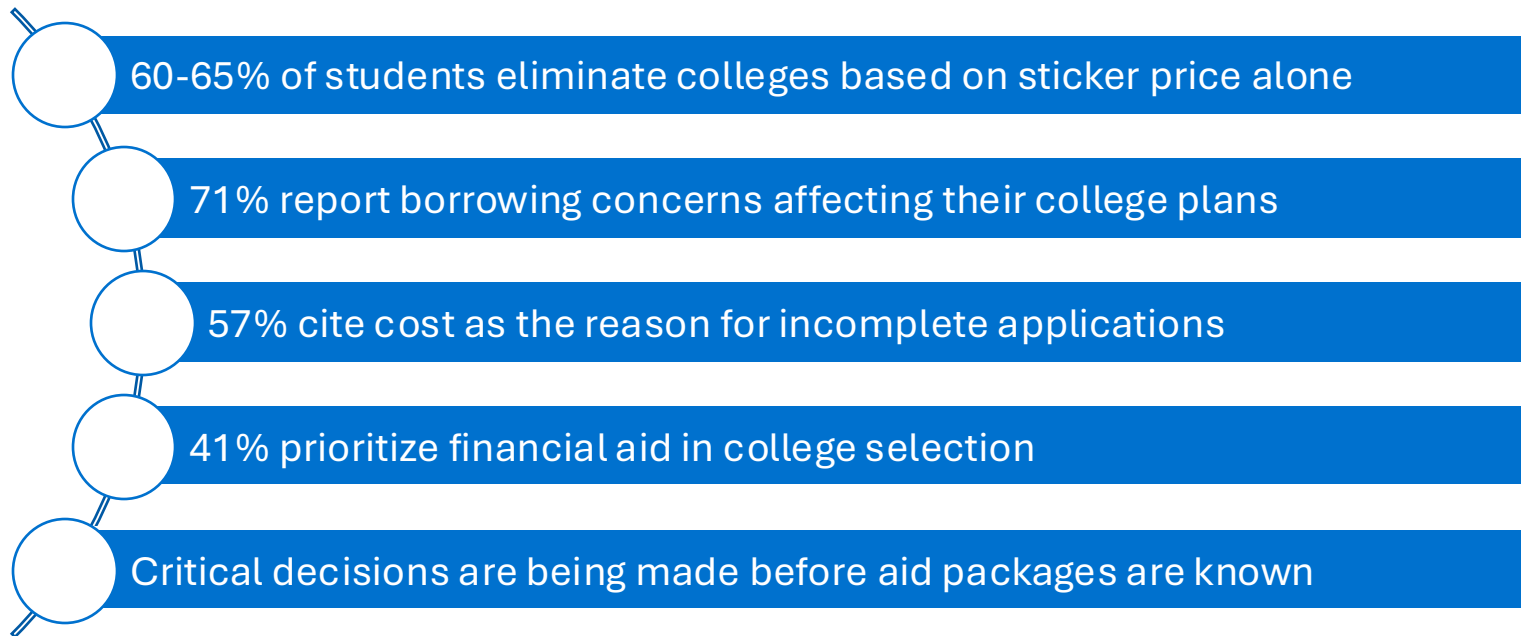 60-65% of students eliminate colleges based on sticker price alone
71% report borrowing concerns affecting their college plans
57% cite cost as the reason for incomplete applications
41% prioritize financial aid in college selection
Critical decisions are being made before aid packages are known